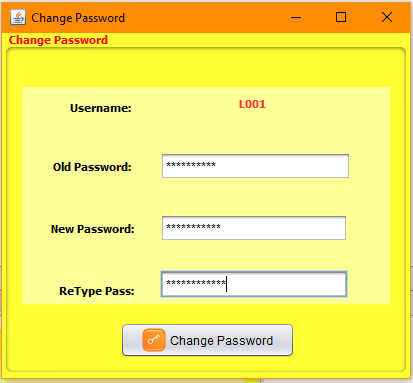 Change Password
Change Password
Username: L001
Old Password: **********
New Password: ***********
ReType Pass: ************
Change Password